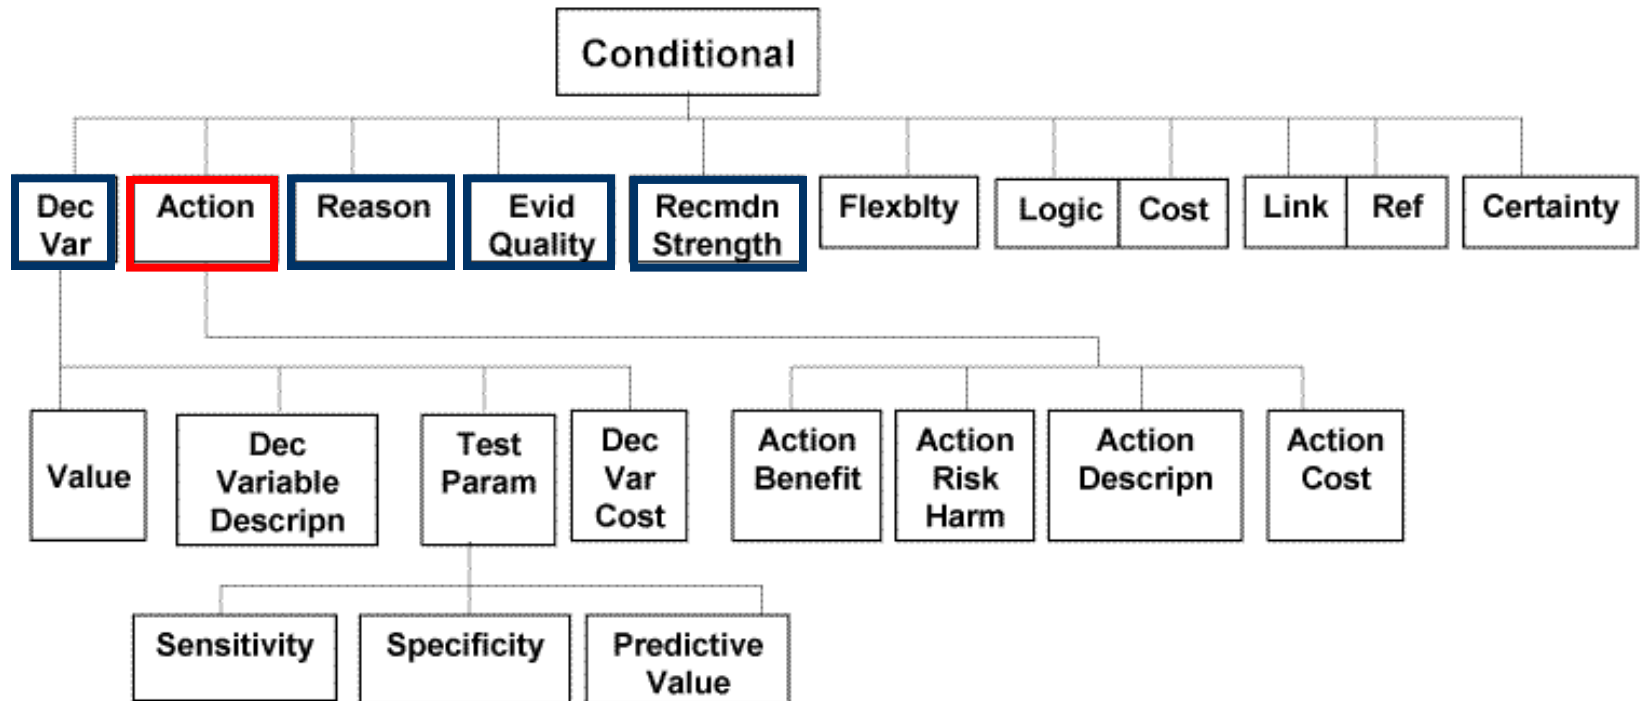 Conditional
Dec
Var
Action
Reason
Evid
Quality
Recmdn
Strength
Flexblty
Logic
Cost
Link
Ref
Certainty
Value
Dec
Variable
Descripn
Test
Param
Dec
Var
Cost
Action
Benefit
Action
Risk
Harm
Action
Descripn
Action
Cost
Sensitivity
Specificity
Predictive
Value